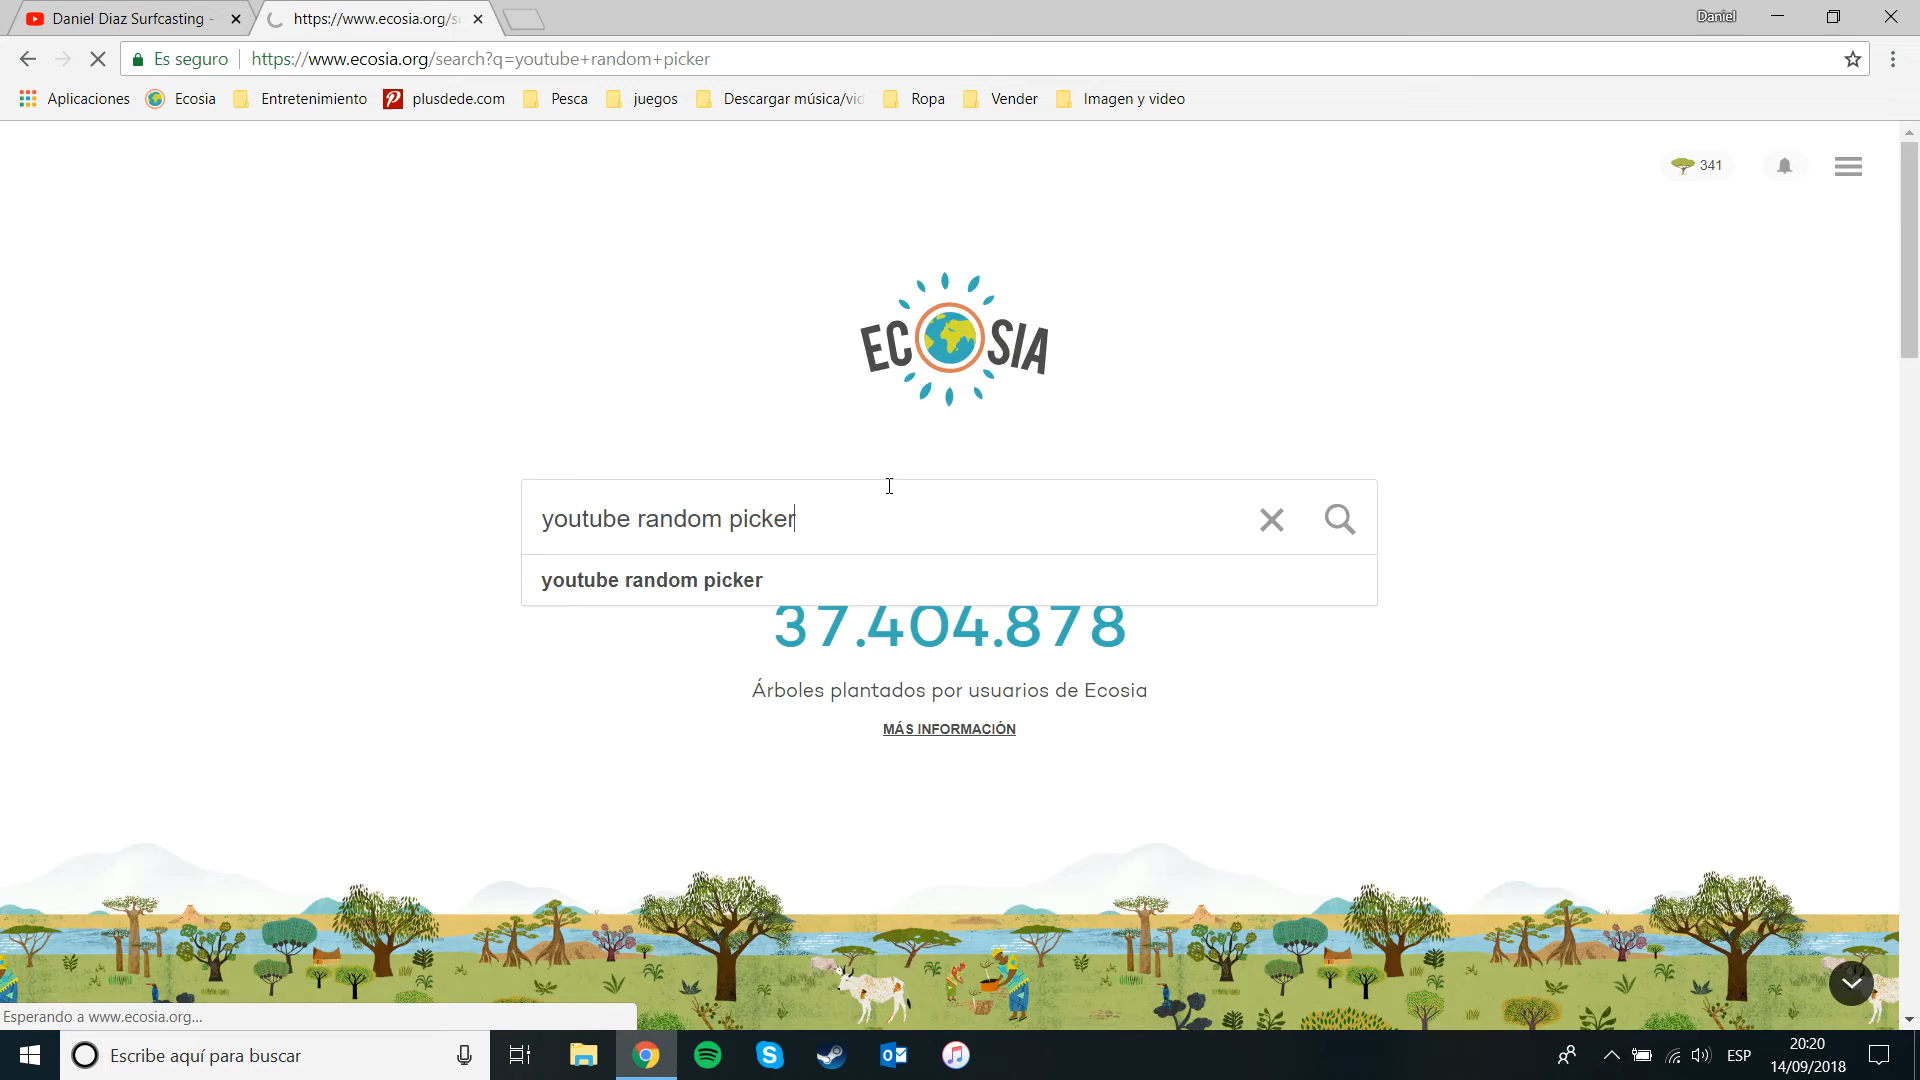 Daniel Diaz Surfcasting -
https://www.ecosia.org/se
Daniel
Es seguro
https://www.ecosia.org/search?q=youtube+random+picker
Aplicaciones
Ecosia
Entretenimiento
plusdede.com
Pesca
juegos
Descargar música/vid
Ropa
Vender
Imagen y video
341
ECOSIA
youtube random picker
youtube random picker
37.404.878
Árboles plantados por usuarios de Ecosia
MÁS INFORMACIÓN
Esperando a www.ecosia.org...
Escribe aquí para buscar
ESP
20:20
14/09/2018